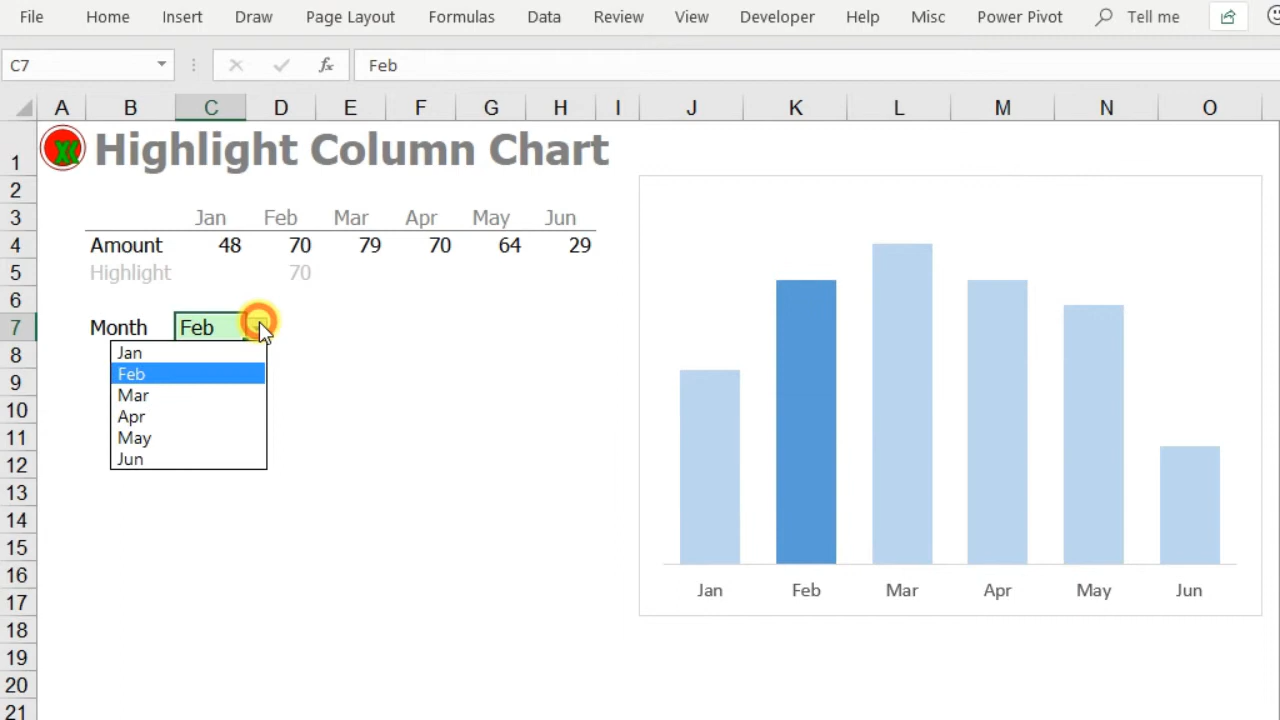 File Home Insert Draw Page Layout Formulas Data Review View Developer Help Misc Power Pivot Tell me
C7 fx Feb
A B C D E F G H I J K L M N O
1 Highlight Column Chart
2
3 Jan Feb Mar Apr May Jun
4 Amount 48 70 79 70 64 29
5 Highlight 70
6
7 Month Feb
8 Jan
Feb
9 Mar
10 Apr
11 May
12 Jun
13
14
15
16
17 Jan Feb Mar Apr May Jun
18
19
20
21